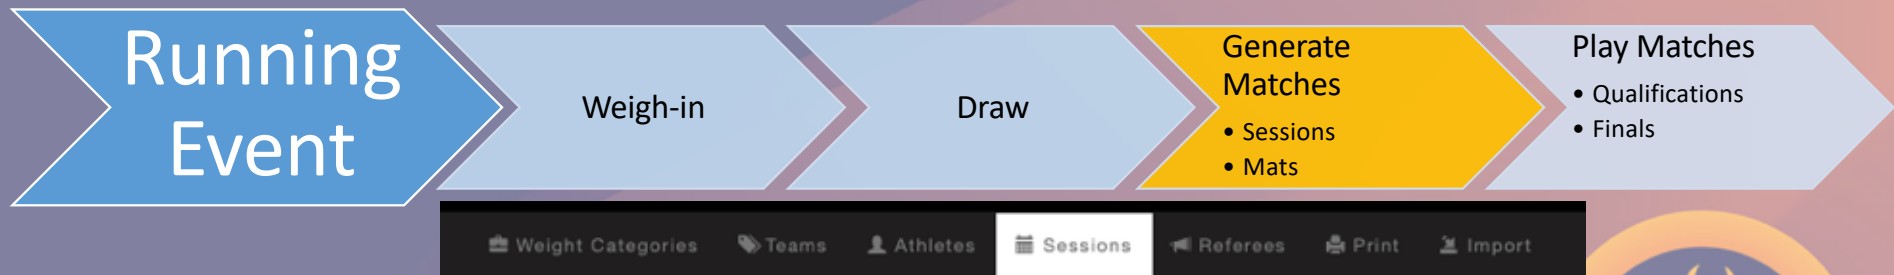 Running
Event
Weigh-in
Draw
Generate
Matches
• Sessions
• Mats
Play Matches
• Qualifications
• Finals
Weight Categories Teams Athletes Sessions Referees Print Import